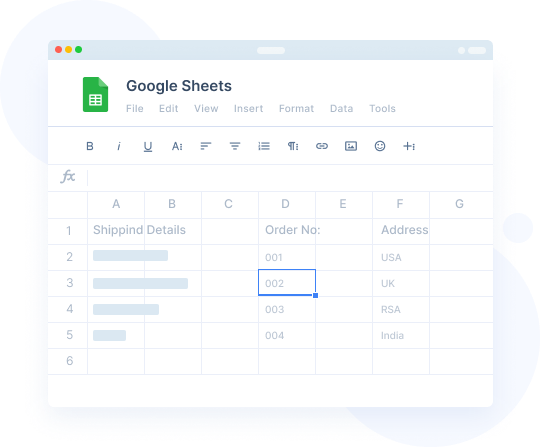 Google Sheets
File Edit View Insert Format Data Tools
B i U A
fx
A B C D E F G
1 Shippind Details Order No: Address
2 001 USA
3 002 UK
4 003 RSA
5 004 India
6